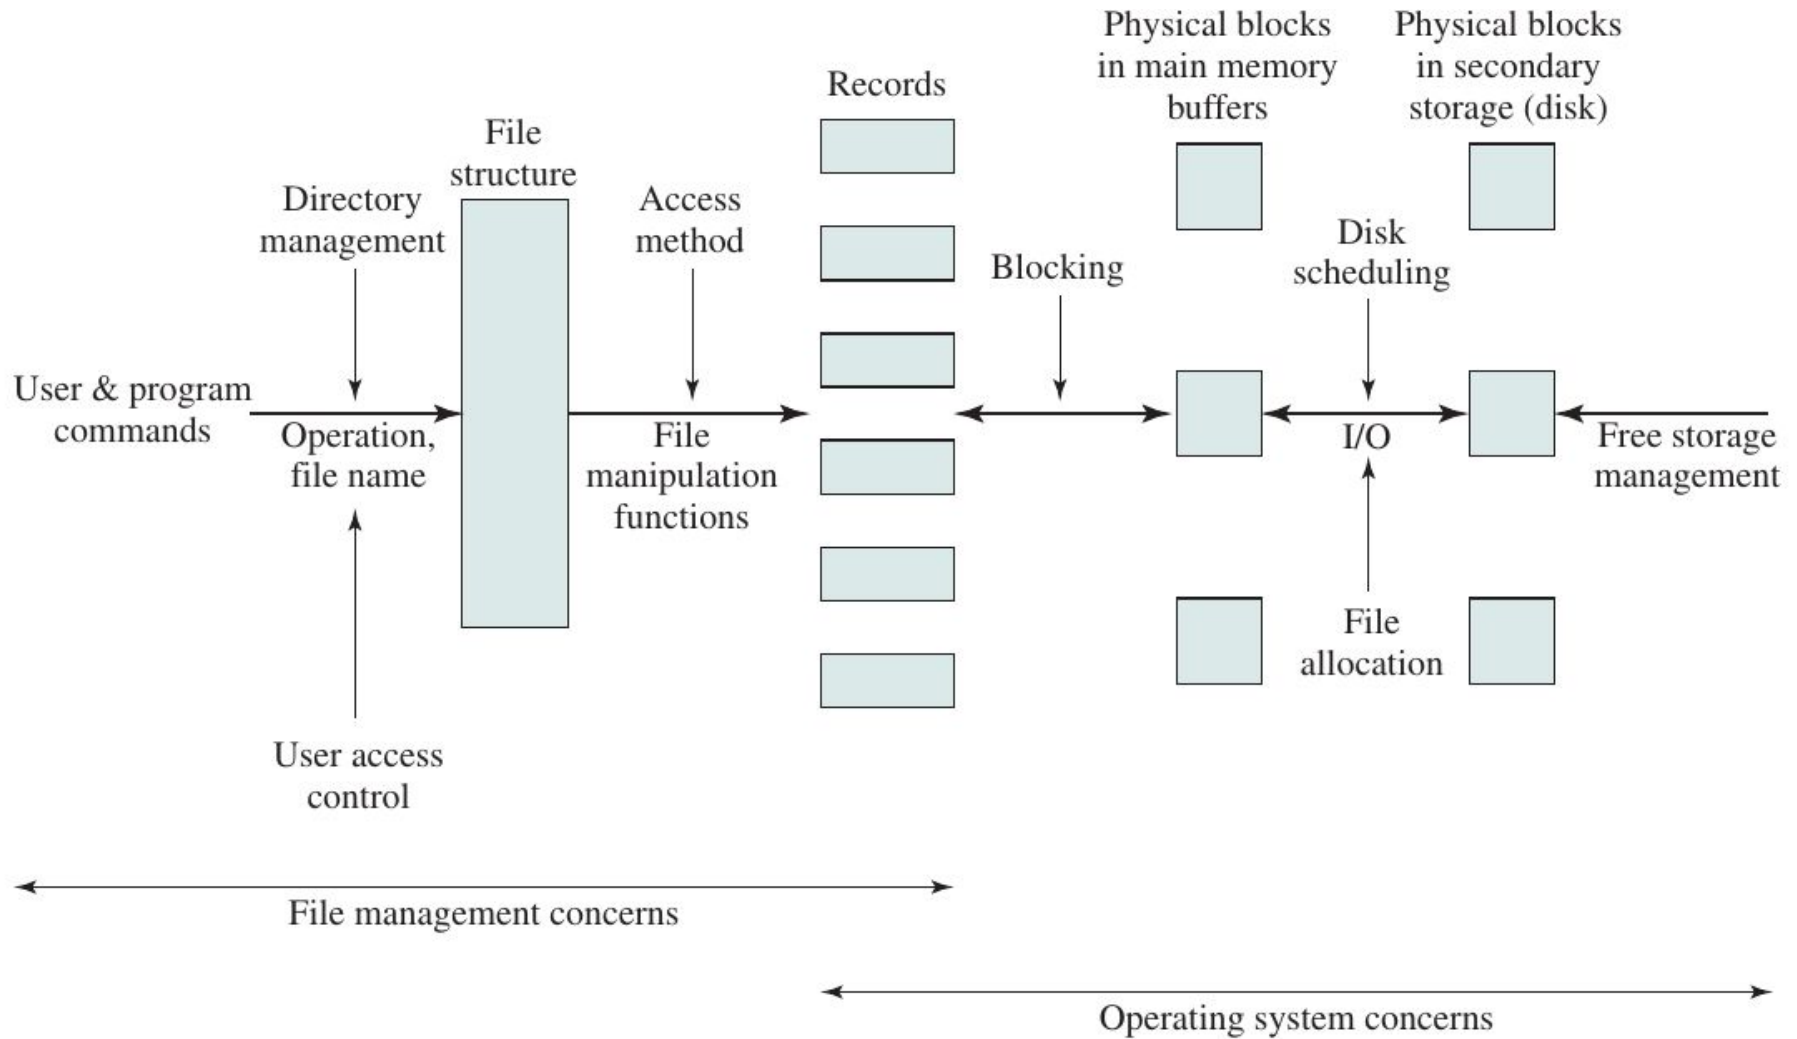 Physical blocks
in main memory
buffers
Physical blocks
in secondary
storage (disk)
Records
File
structure
Directory
management
Access
method
Blocking
Disk
scheduling
User & program
commands
Operation,
file name
File
manipulation
functions
I/O
Free storage
management
File
allocation
User access
control
File management concerns
Operating system concerns